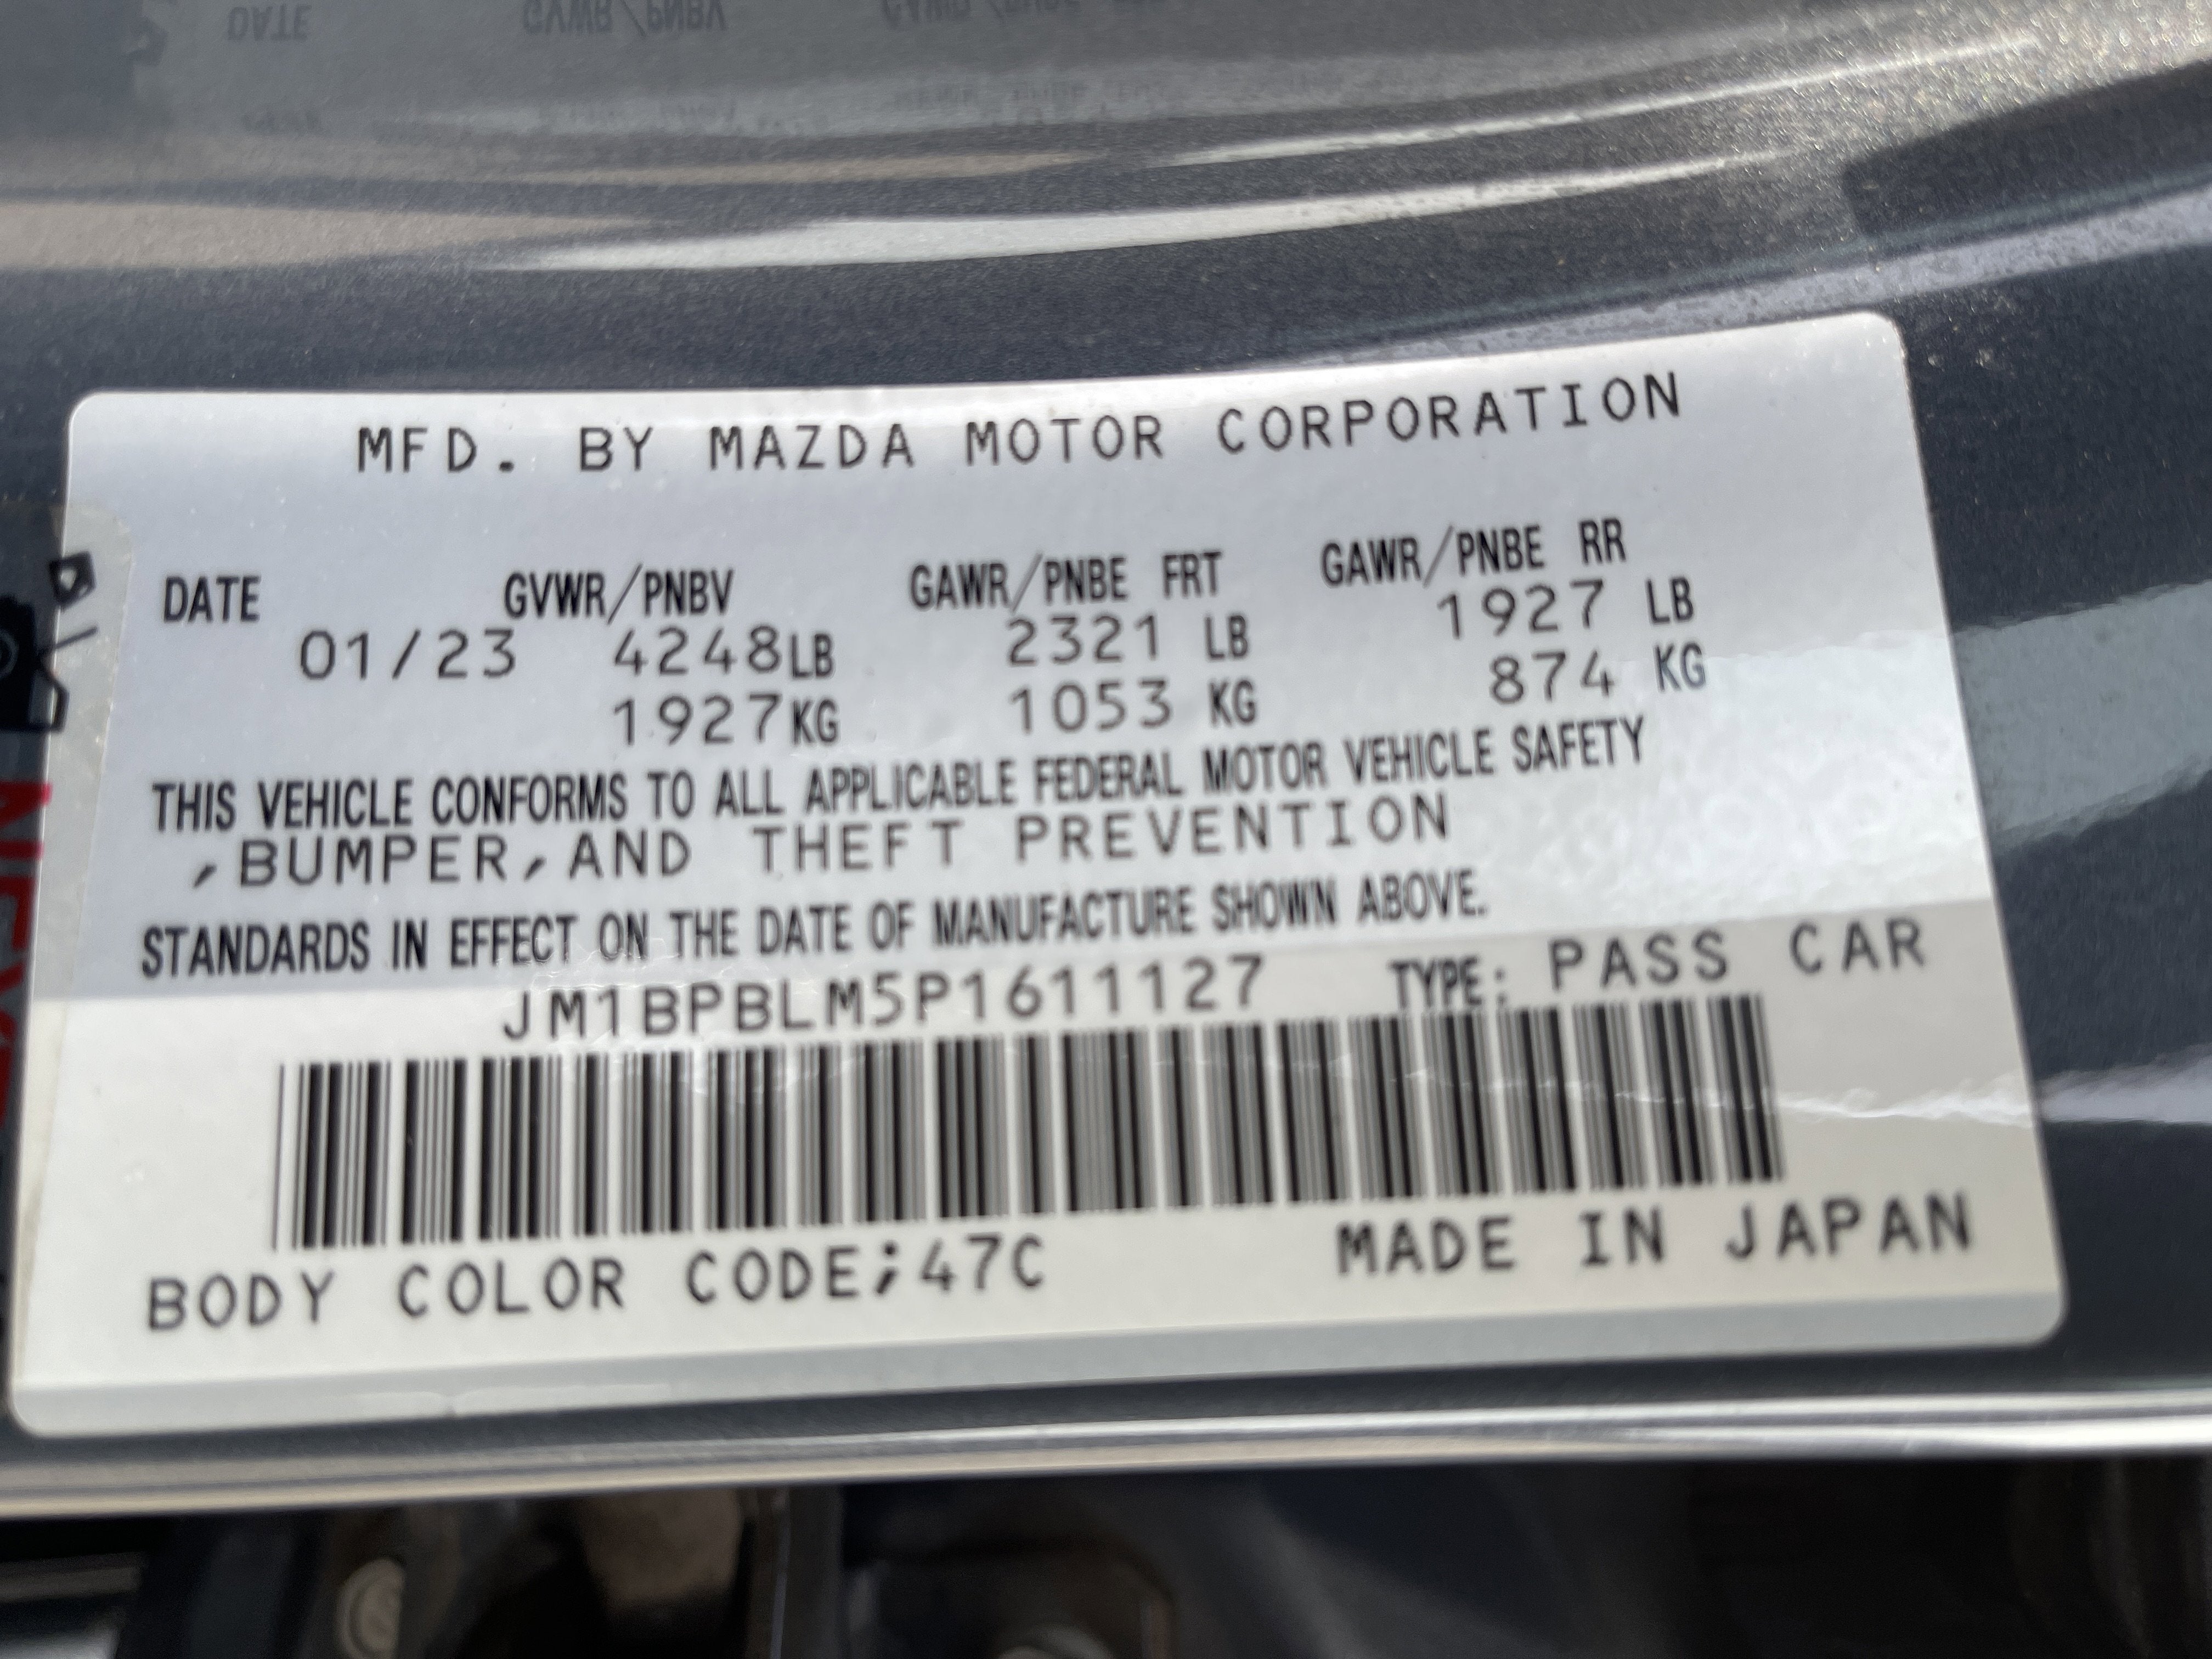 MFD. BY MAZDA MOTOR CORPORATION
DATE GVWR/PNBV GAWR/PNBE FRT GAWR/PNBE RR
01/23 4248LB 2321 LB 1927 LB
1927KG 1053 KG 874 KG
THIS VEHICLE CONFORMS TO ALL APPLICABLE FEDERAL MOTOR VEHICLE SAFETY
,BUMPER,AND THEFT PREVENTION
STANDARDS IN EFFECT ON THE DATE OF MANUFACTURE SHOWN ABOVE.
JM1BPBLM5P1611127 TYPE: PASS CAR
BODY COLOR CODE;47C MADE IN JAPAN